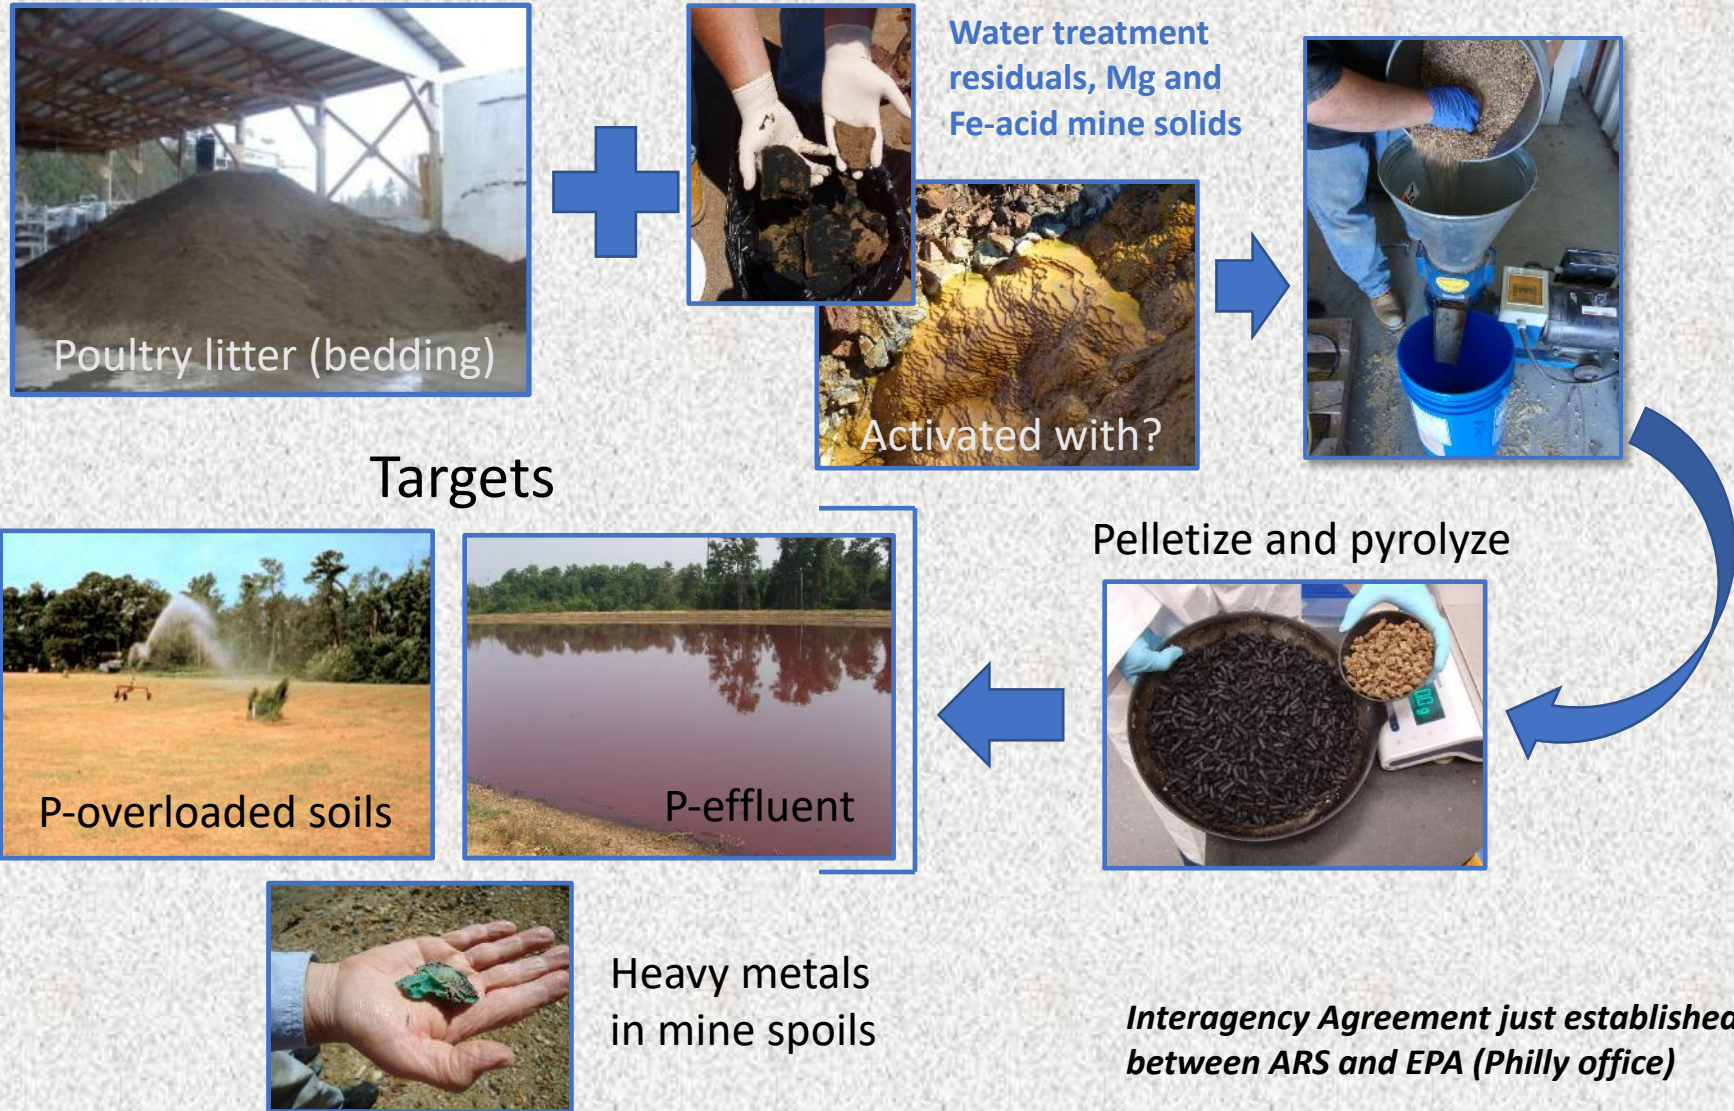 Water treatment
residuals, Mg and
Fe-acid mine solids
Poultry litter (bedding)
Activated with?
Targets
Pelletize and pyrolyze
P-overloaded soils
P-effluent
Heavy metals
in mine spoils
Interagency Agreement just established
between ARS and EPA (Philly office)